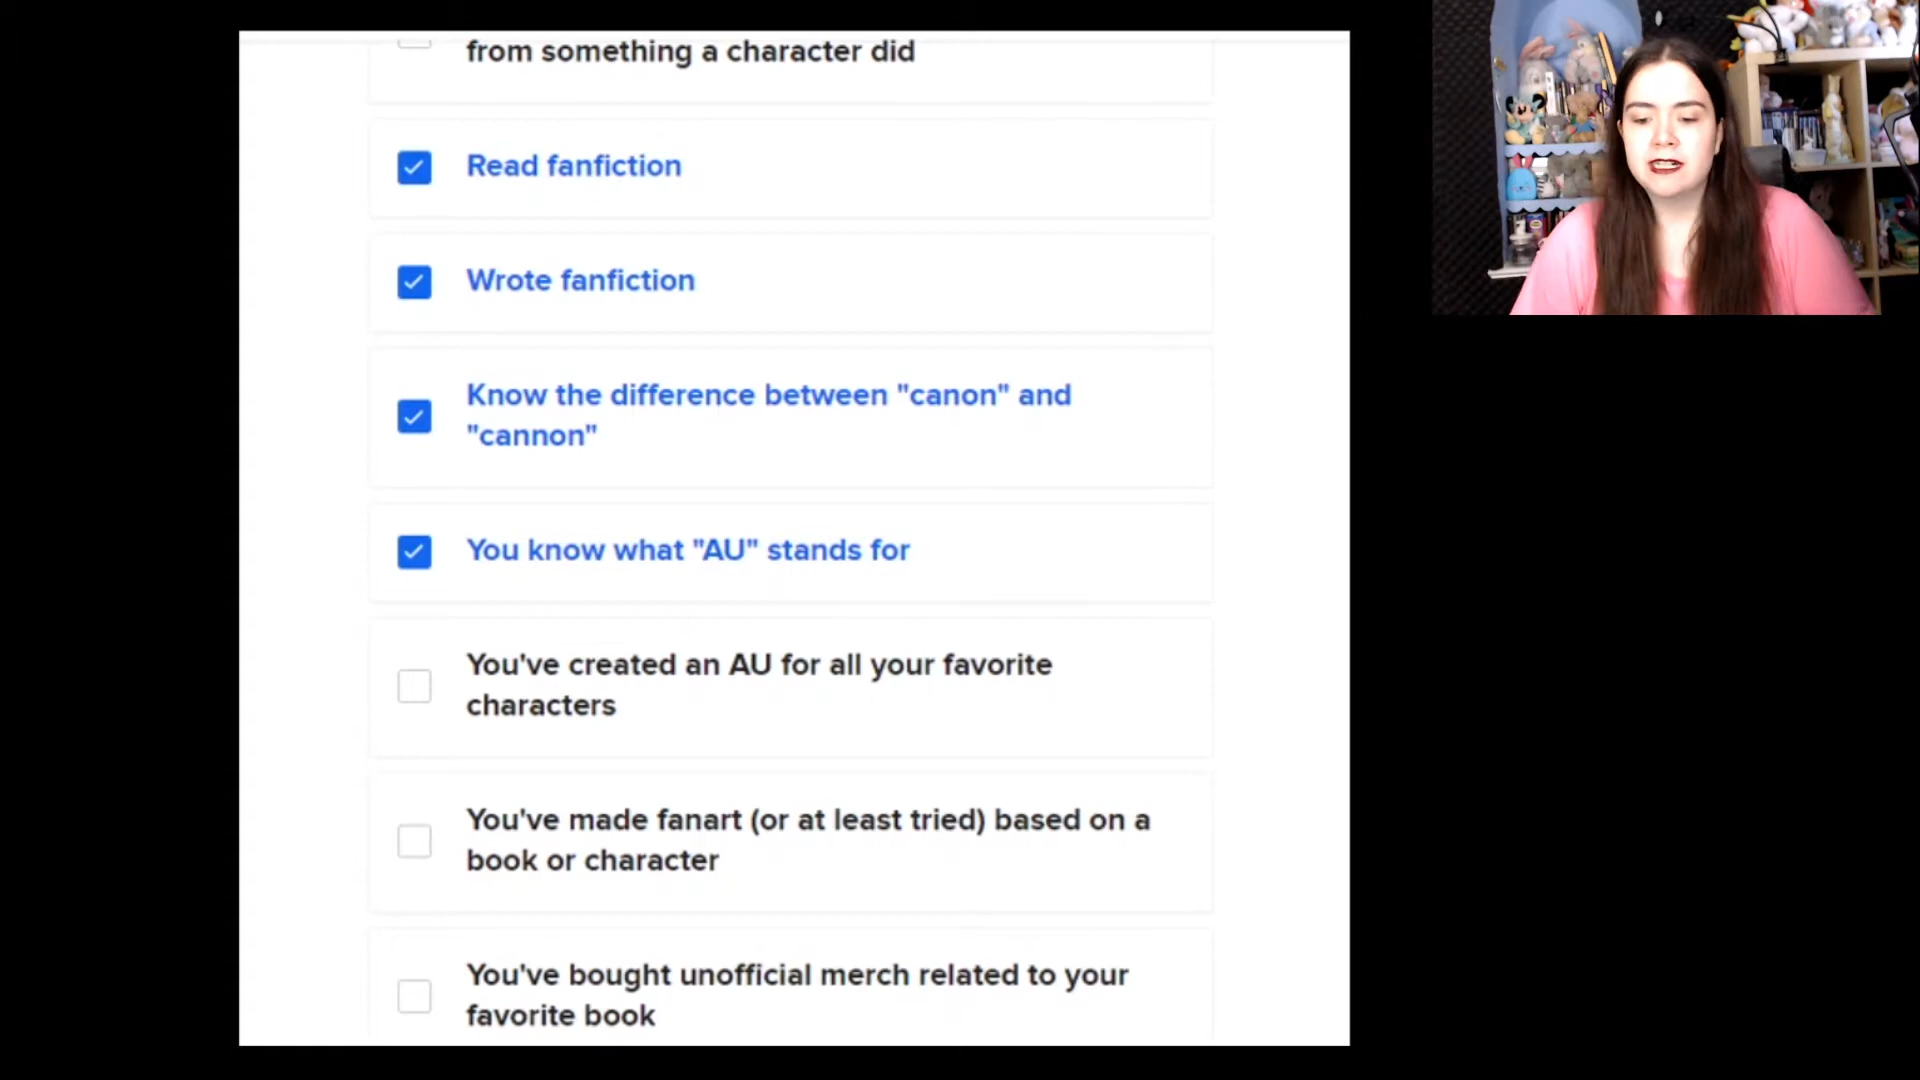 from something a character did
Read fanfiction
Wrote fanfiction
Know the difference between "canon" and
"cannon"
You know what "AU" stands for
You've created an AU for all your favorite
characters
You've made fanart (or at least tried) based on a
book or character
You've bought unofficial merch related to your
favorite book